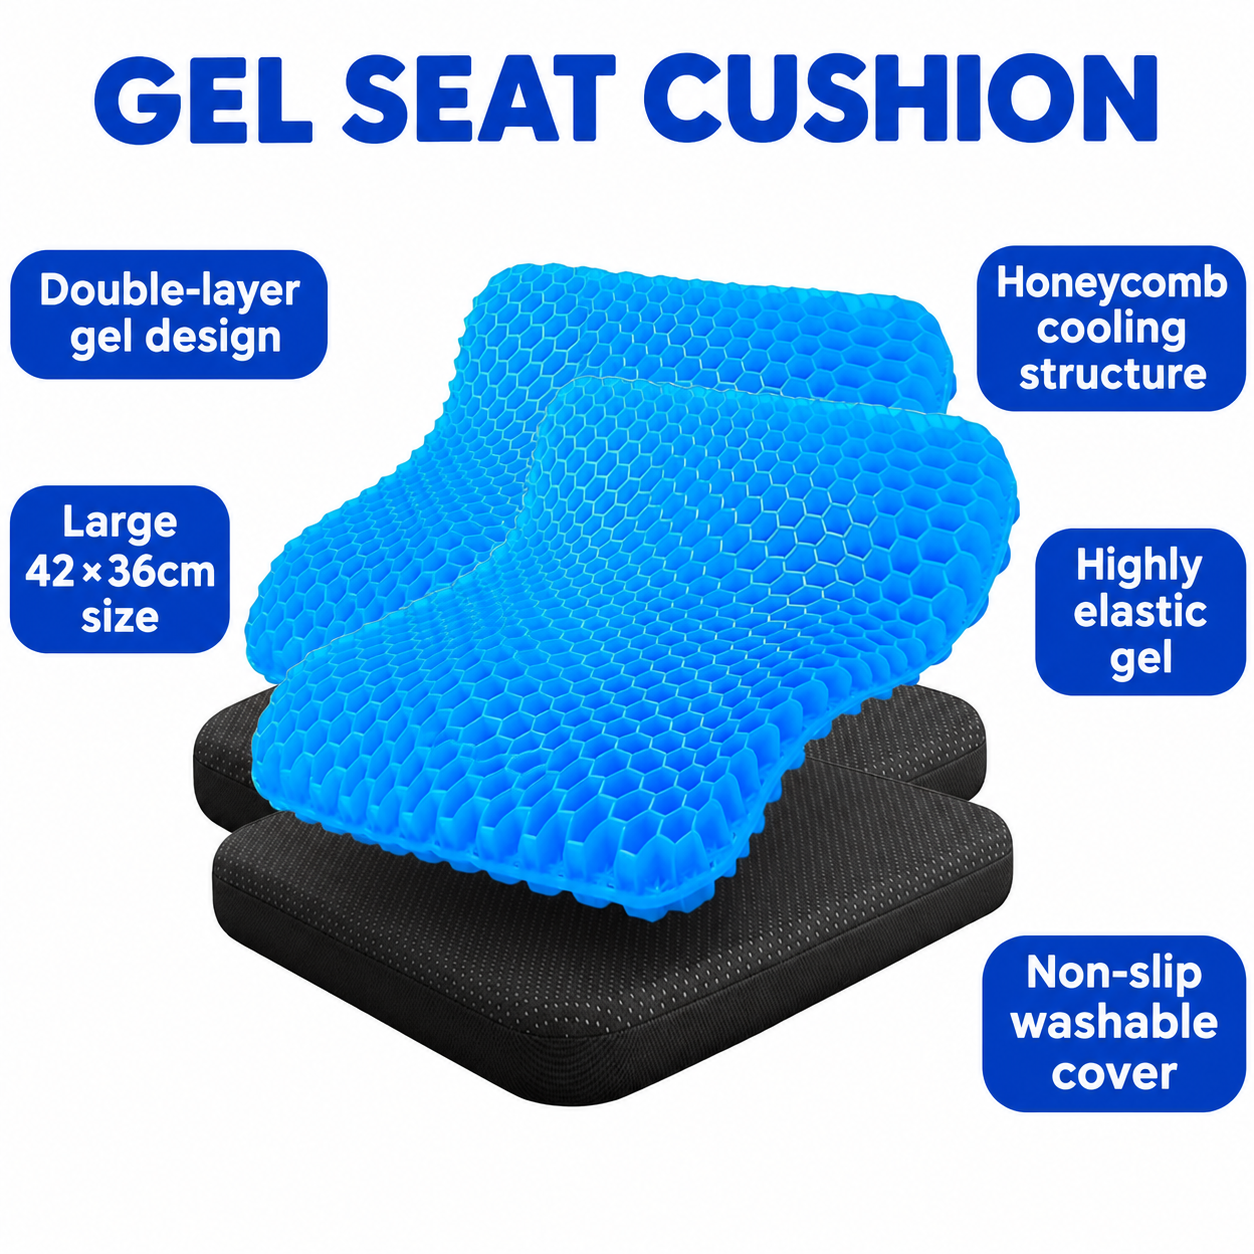 GEL SEAT CUSHION
Double-layer
gel design
Honeycomb
cooling
structure
Large
42×36cm
size
Highly
elastic
gel
Non-slip
washable
cover